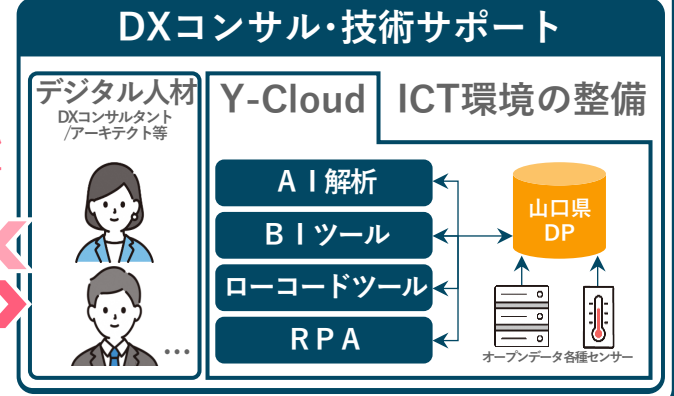 DXコンサル・技術サポート
デジタル人材
DXコンサルタント
/アーキテクト等
…
Y-Cloud
ICT環境の整備
AI解析
BIツール
ローコードツール
RPA
山口県
DP
オープンデータ
各種センサー